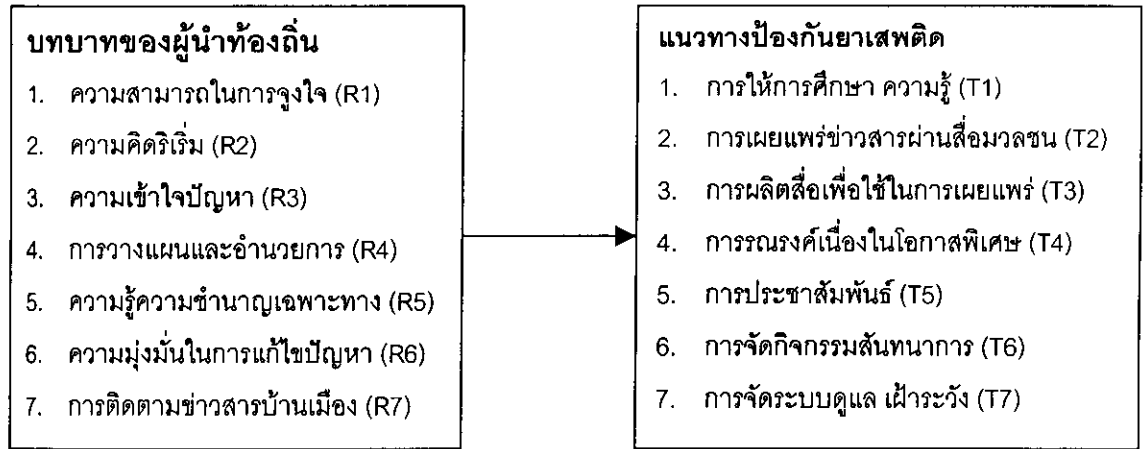 บทบาทของผู้นำท้องถิ่น
1. ความสามารถในการจูงใจ (R1)
2. ความคิดริเริ่ม (R2)
3. ความเข้าใจปัญหา (R3)
4. การวางแผนและอำนวยการ (R4)
5. ความรู้ความชำนาญเฉพาะทาง (R5)
6. ความมุ่งมั่นในการแก้ไขปัญหา (R6)
7. การติดตามข่าวสารบ้านเมือง (R7)
แนวทางป้องกันยาเสพติด
1. การให้การศึกษา ความรู้ (T1)
2. การเผยแพร่ข่าวสารผ่านสื่อมวลชน (T2)
3. การผลิตสื่อเพื่อใช้ในการเผยแพร่ (T3)
4. การรณรงค์เนื่องในโอกาสพิเศษ (T4)
5. การประชาสัมพันธ์ (T5)
6. การจัดกิจกรรมสันทนาการ (T6)
7. การจัดระบบดูแล เฝ้าระวัง (T7)